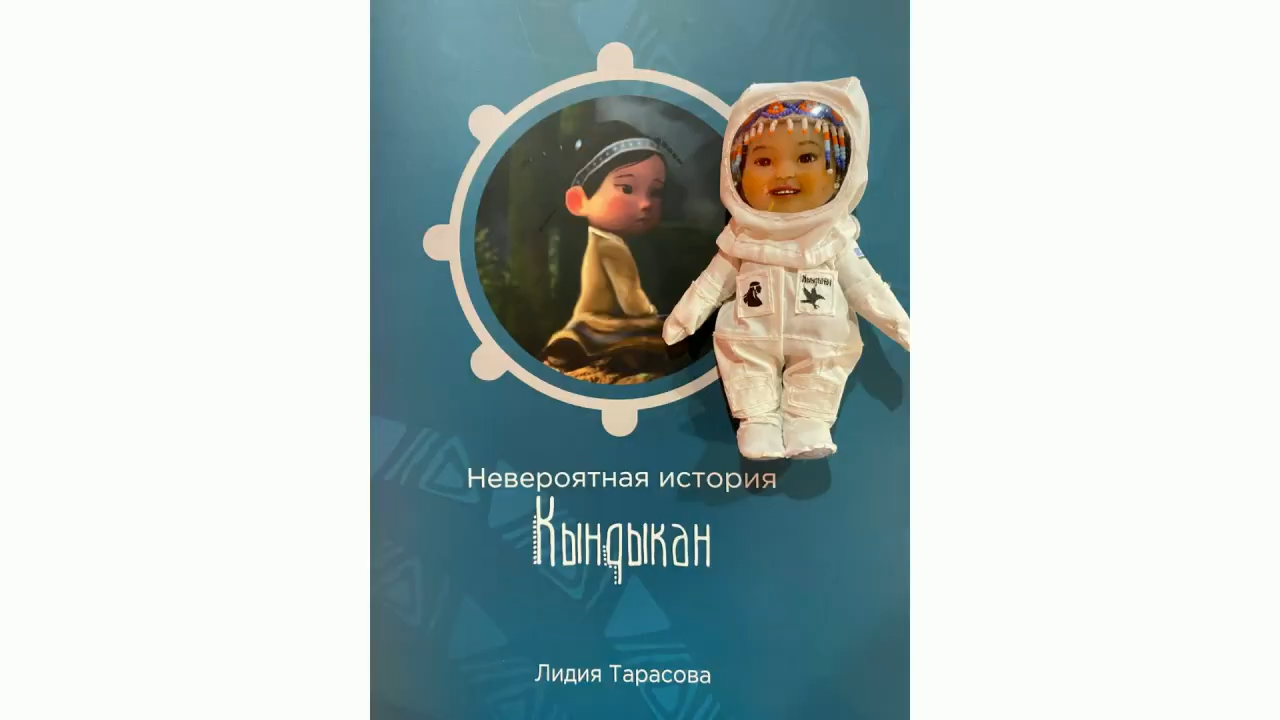 Невероятная история
Кындыкан
Лидия Тарасова